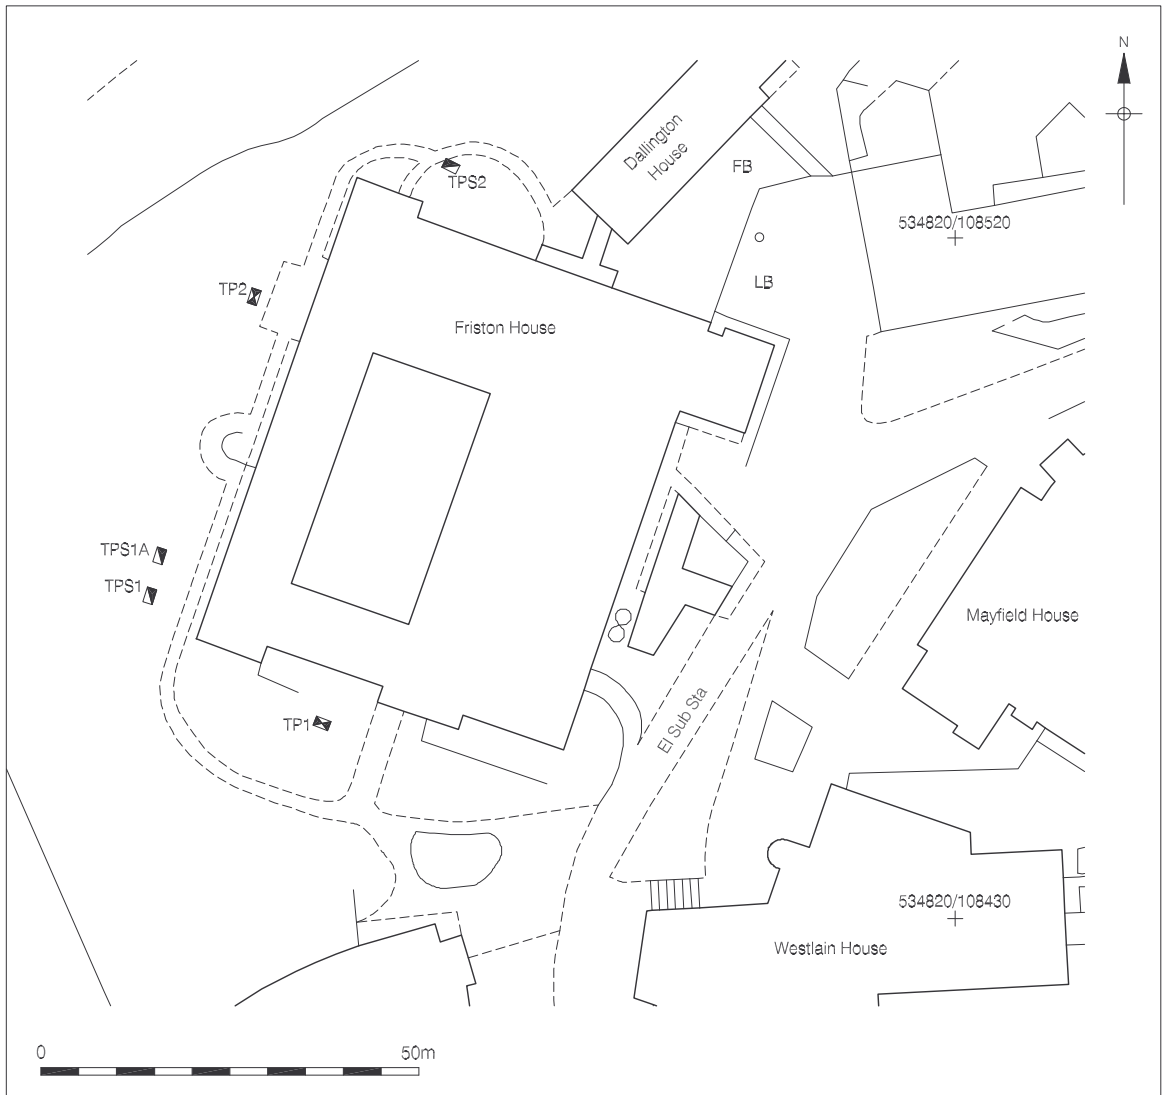 N
Dallington
House
FB
TPS2
534820/108520
TP2
LB
Friston House
TPS1A
TPS1
Mayfield House
El Sub Sta
TP1
534820/108430
Westlain House
0 50m